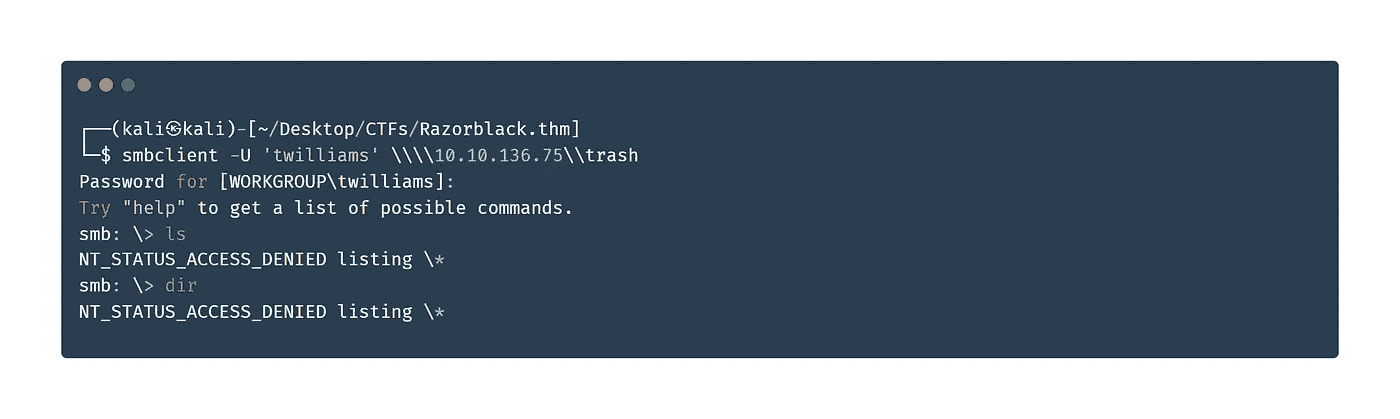 ┌──(kali㉿kali)-[~/Desktop/CTFs/Razorblack.thm]
└─$ smbclient -U 'twilliams' \\\\10.10.136.75\\trash
Password for [WORKGROUP\twilliams]:
Try "help" to get a list of possible commands.
smb: \> ls
NT_STATUS_ACCESS_DENIED listing \*
smb: \> dir
NT_STATUS_ACCESS_DENIED listing \*